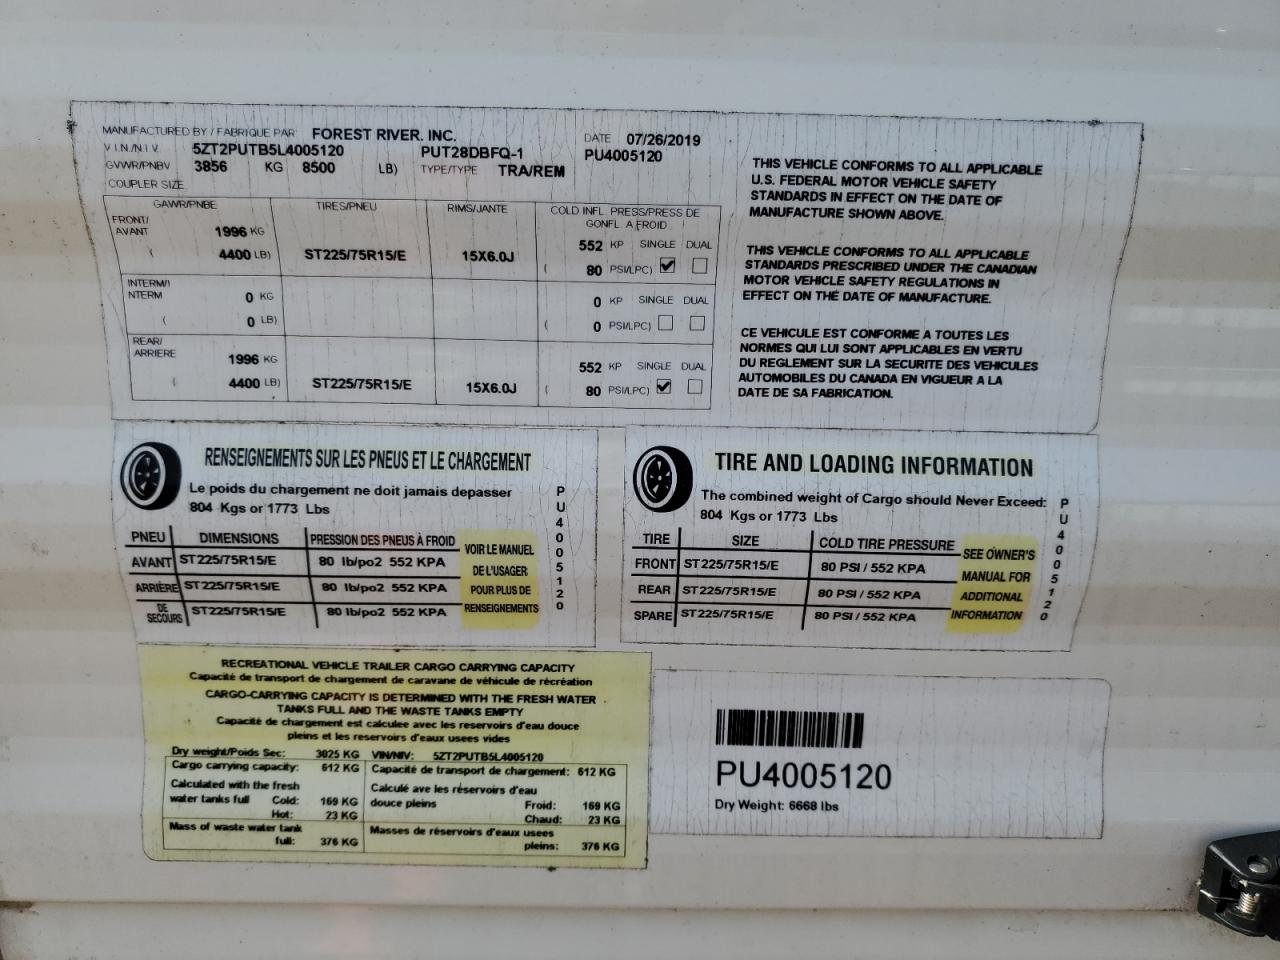 MANUFACTURED BY / FABRIQUE PAR FOREST RIVER, INC. DATE 07/26/2019
V I N /N I V 5ZT2PUTB5L4005120 PUT28DBFQ-1 PU4005120
GVWR/PNBV 3856 KG 8500 LB) TYPE/TYPE TRA/REM
COUPLER SIZE
GAWR/PNBE TIRES/PNEU RIMS/JANTE COLD INFL PRESS/PRESS DE
GONFL A FROID
FRONT/
AVANT 1996 KG 552 KP SINGLE DUAL
( 4400 LB) ST225/75R15/E 15X6.0J ( 80 PSI/LPC)
INTERM/I
NTERM 0 KG 0 KP SINGLE DUAL
( 0 LB) ( 0 PSI/LPC)
REAR/
ARRIERE 1996 KG 552 KP SINGLE DUAL
( 4400 LB) ST225/75R15/E 15X6.0J ( 80 PSI/LPC)
THIS VEHICLE CONFORMS TO ALL APPLICABLE
U.S. FEDERAL MOTOR VEHICLE SAFETY
STANDARDS IN EFFECT ON THE DATE OF
MANUFACTURE SHOWN ABOVE.
THIS VEHICLE CONFORMS TO ALL APPLICABLE
STANDARDS PRESCRIBED UNDER THE CANADIAN
MOTOR VEHICLE SAFETY REGULATIONS IN
EFFECT ON THE DATE OF MANUFACTURE.
CE VEHICULE EST CONFORME A TOUTES LES
NORMES QUI LUI SONT APPLICABLES EN VERTU
DU REGLEMENT SUR LA SECURITE DES VEHICULES
AUTOMOBILES DU CANADA EN VIGUEUR A LA
DATE DE SA FABRICATION.
RENSEIGNEMENTS SUR LES PNEUS ET LE CHARGEMENT
Le poids du chargement ne doit jamais depasser
804 Kgs or 1773 Lbs
PNEU DIMENSIONS PRESSION DES PNEUS À FROID
AVANT ST225/75R15/E 80 lb/po2 552 KPA
ARRIÈRE ST225/75R15/E 80 lb/po2 552 KPA
DE
SECOURS ST225/75R15/E 80 lb/po2 552 KPA
VOIR LE MANUEL
DE L'USAGER
POUR PLUS DE
RENSEIGNEMENTS
PU4005120
TIRE AND LOADING INFORMATION
The combined weight of Cargo should Never Exceed:
804 Kgs or 1773 Lbs
TIRE SIZE COLD TIRE PRESSURE
FRONT ST225/75R15/E 80 PSI / 552 KPA
REAR ST225/75R15/E 80 PSI / 552 KPA
SPARE ST225/75R15/E 80 PSI / 552 KPA
SEE OWNER'S
MANUAL FOR
ADDITIONAL
INFORMATION
PU4005120
RECREATIONAL VEHICLE TRAILER CARGO CARRYING CAPACITY
Capacité de transport de chargement de caravane de véhicule de récréation
CARGO-CARRYING CAPACITY IS DETERMINED WITH THE FRESH WATER
TANKS FULL AND THE WASTE TANKS EMPTY
Capacité de chargement est calculee avec les reservoirs d'eau douce
pleins et les reservoirs d'eaux usees vides
Dry weight/Poids Sec: 3025 KG VIN/NIV: 5ZT2PUTB5L4005120
Cargo carrying capacity: 612 KG Capacité de transport de chargement: 612 KG
Calculated with the fresh Calculé ave les réservoirs d'eau
water tanks full Cold: 169 KG douce pleins Froid: 169 KG
Hot: 23 KG Chaud: 23 KG
Mass of waste water tank Masses de réservoirs d'eaux usees
full: 376 KG pleins: 376 KG
PU4005120
Dry Weight: 6668 lbs